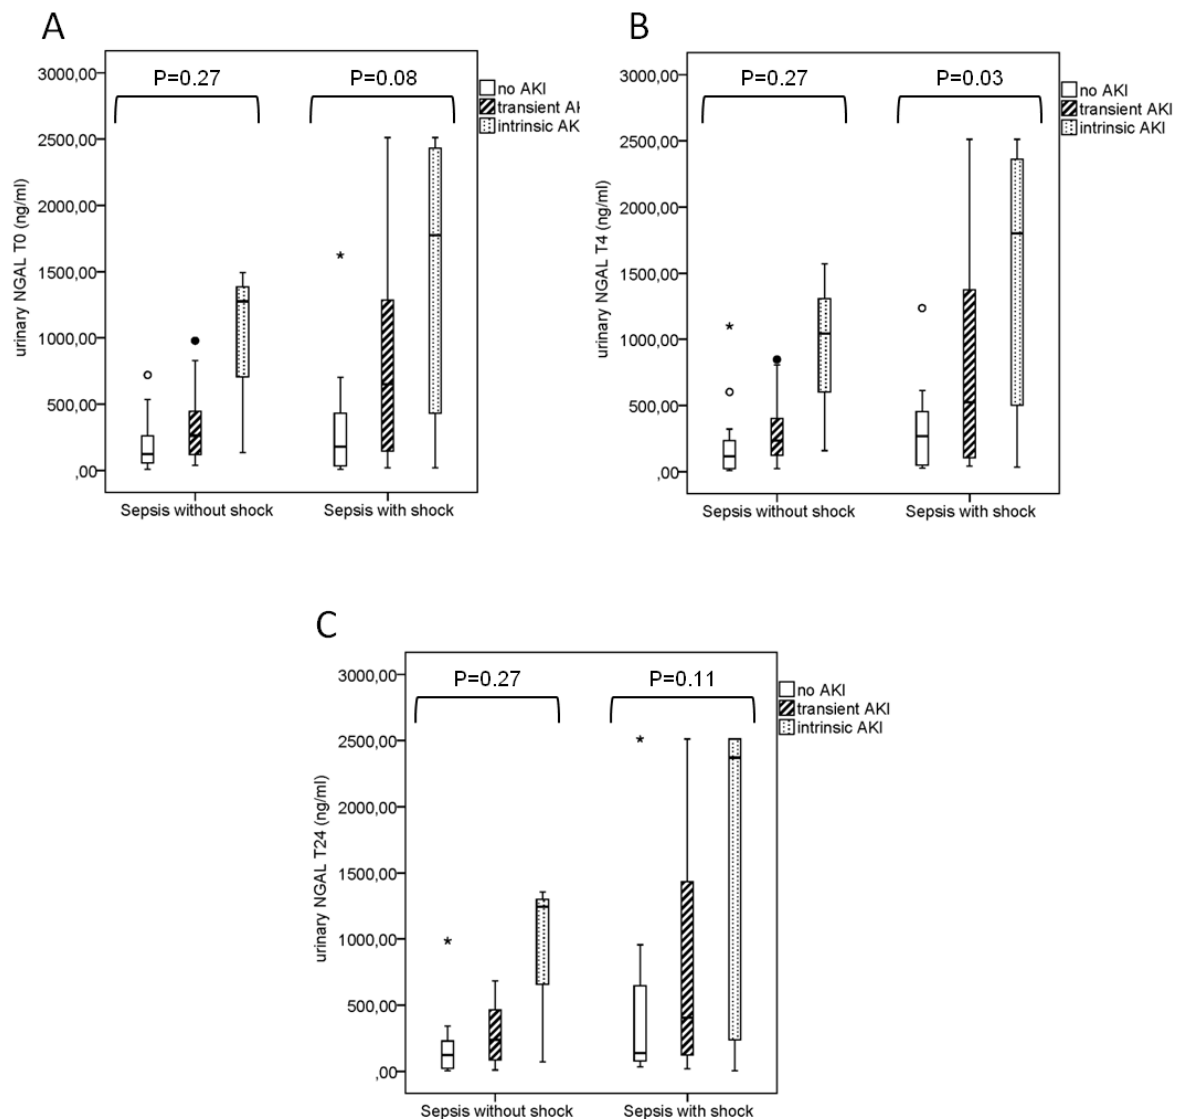 A
P=0.27
P=0.08
no AKI
transient AK
intrinsic AK
3000,00
2500,00
2000,00
1500,00
1000,00
500,00
,00
urinary NGAL T0 (ng/ml)
Sepsis without shock
Sepsis with shock
B
P=0.27
P=0.03
no AKI
transient AKI
intrinsic AKI
3000,00
2500,00
2000,00
1500,00
1000,00
500,00
,00
urinary NGAL T4 (ng/ml)
Sepsis without shock
Sepsis with shock
C
P=0.27
P=0.11
no AKI
transient AKI
intrinsic AKI
3000,00
2500,00
2000,00
1500,00
1000,00
500,00
,00
urinary NGAL T24 (ng/ml)
Sepsis without shock
Sepsis with shock